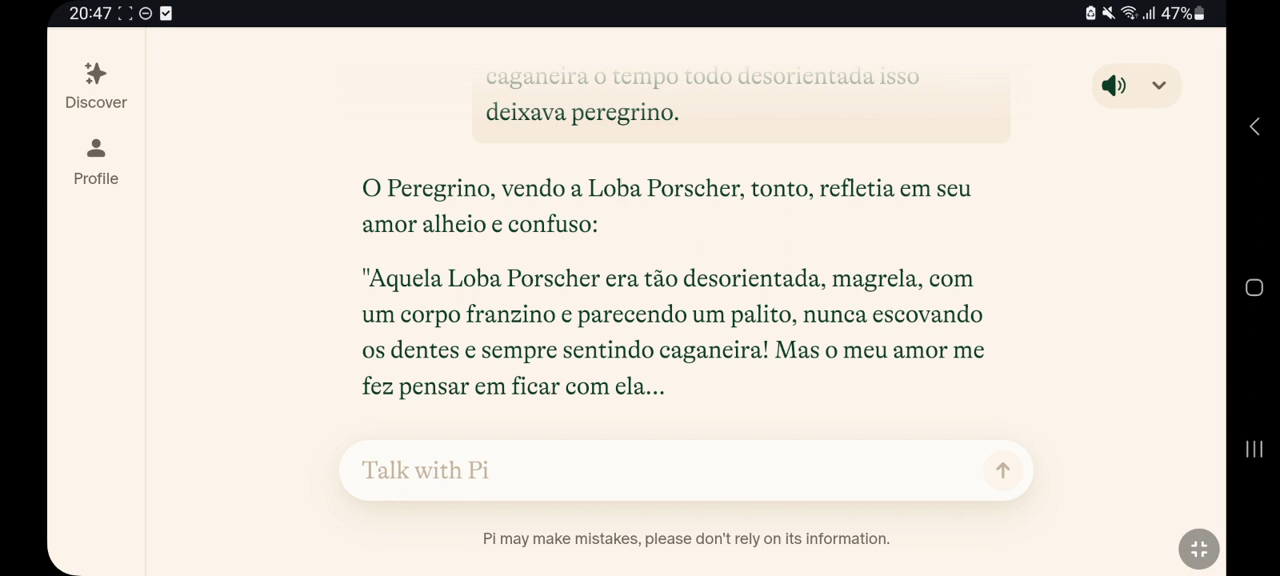 20:47
47%
Discover
Profile
caganeira o tempo todo desorientada isso
deixava peregrino.
O Peregrino, vendo a Loba Porscher, tonto, refletia em seu
amor alheio e confuso:
"Aquela Loba Porscher era tão desorientada, magrela, com
um corpo franzino e parecendo um palito, nunca escovando
os dentes e sempre sentindo caganeira! Mas o meu amor me
fez pensar em ficar com ela...
Talk with Pi
Pi may make mistakes, please don't rely on its information.